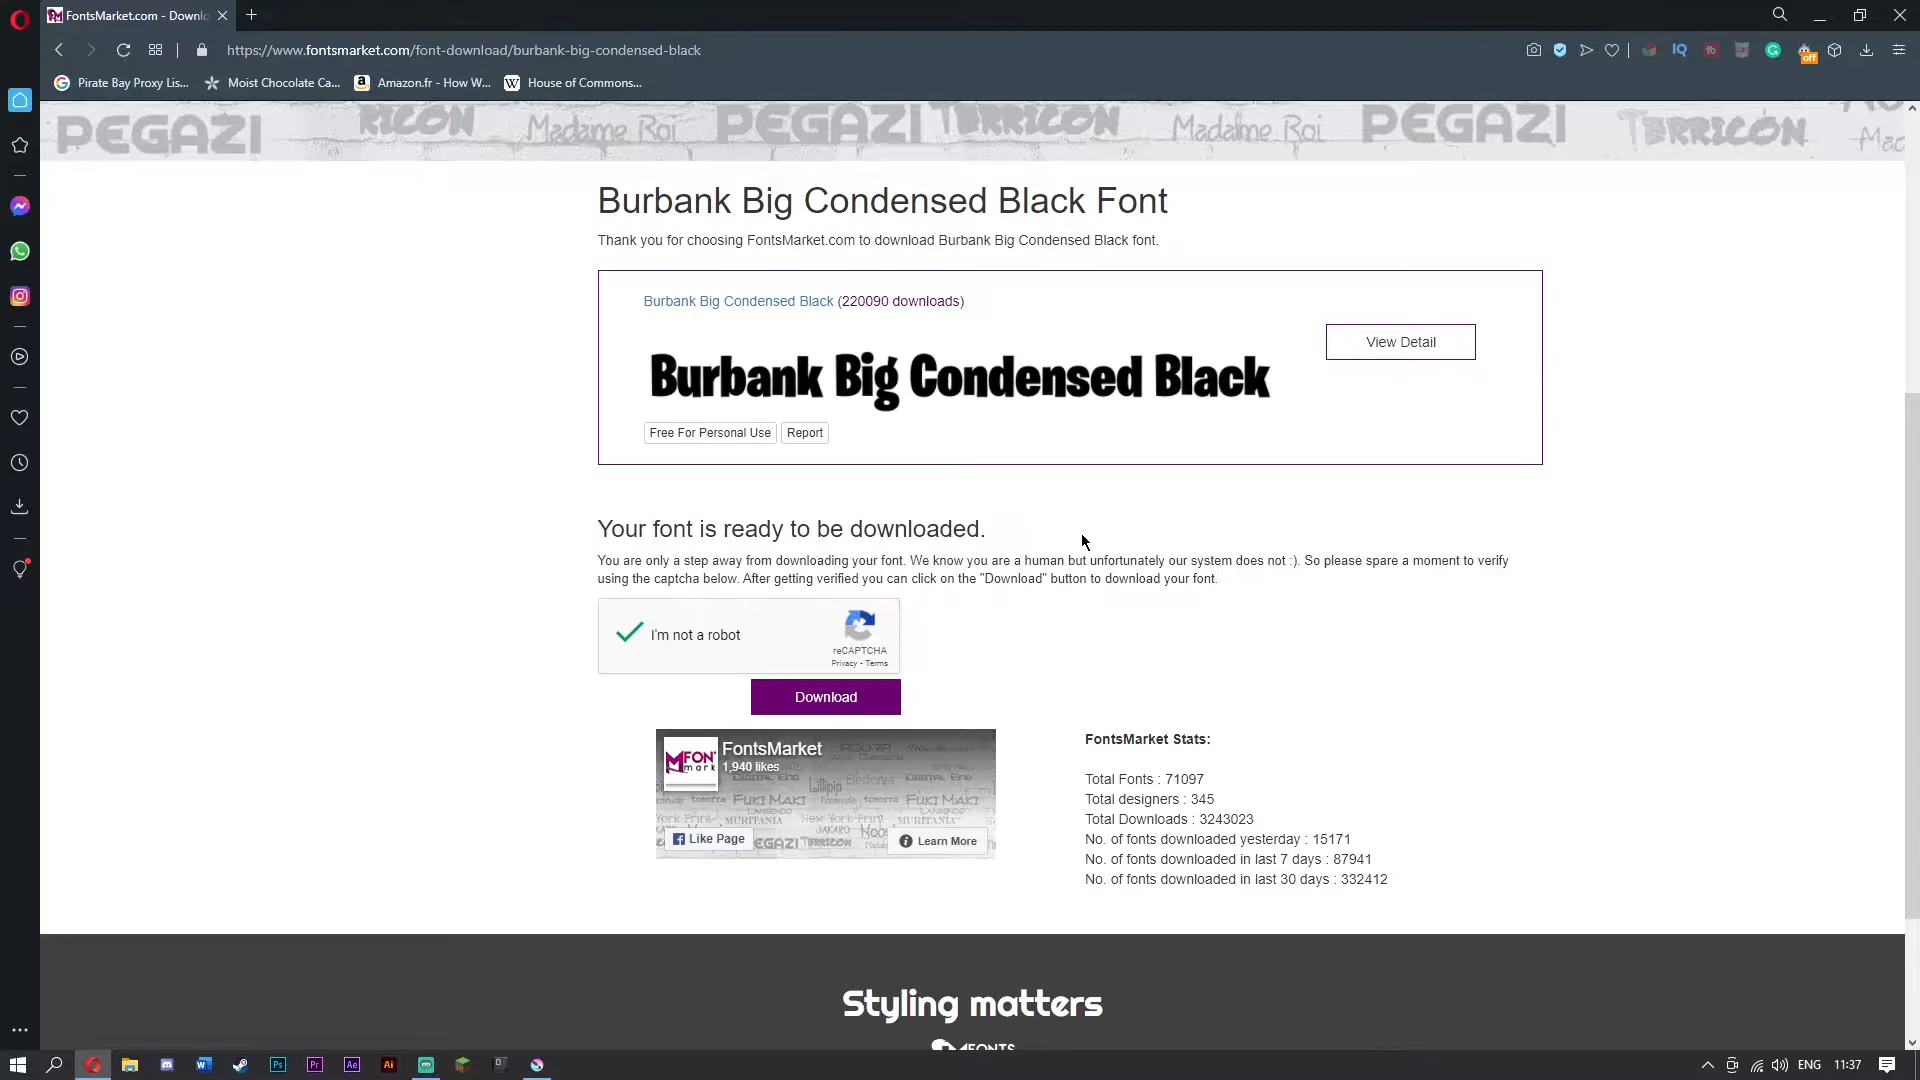 FontsMarket.com - Downlo
https://www.fontsmarket.com/font-download/burbank-big-condensed-black
off
Pirate Bay Proxy Lis...
Moist Chocolate Ca...
Amazon.fr - How W...
House of Commons...
PEGAZI RICON Madame Roi PEGAZI TERRICON Madame Roi PEGAZI TERRICON
Burbank Big Condensed Black Font
Thank you for choosing FontsMarket.com to download Burbank Big Condensed Black font.
Burbank Big Condensed Black (220090 downloads)
View Detail
Burbank Big Condensed Black
Free For Personal Use Report
Your font is ready to be downloaded.
You are only a step away from downloading your font. We know you are a human but unfortunately our system does not :). So please spare a moment to verify
using the captcha below. After getting verified you can click on the "Download" button to download your font.
I'm not a robot
reCAPTCHA
Privacy - Terms
Download
FontsMarket
1,940 likes
Like Page
Learn More
FontsMarket Stats:
Total Fonts : 71097
Total designers : 345
Total Downloads : 3243023
No. of fonts downloaded yesterday : 15171
No. of fonts downloaded in last 7 days : 87941
No. of fonts downloaded in last 30 days : 332412
Styling matters
ENG 11:37